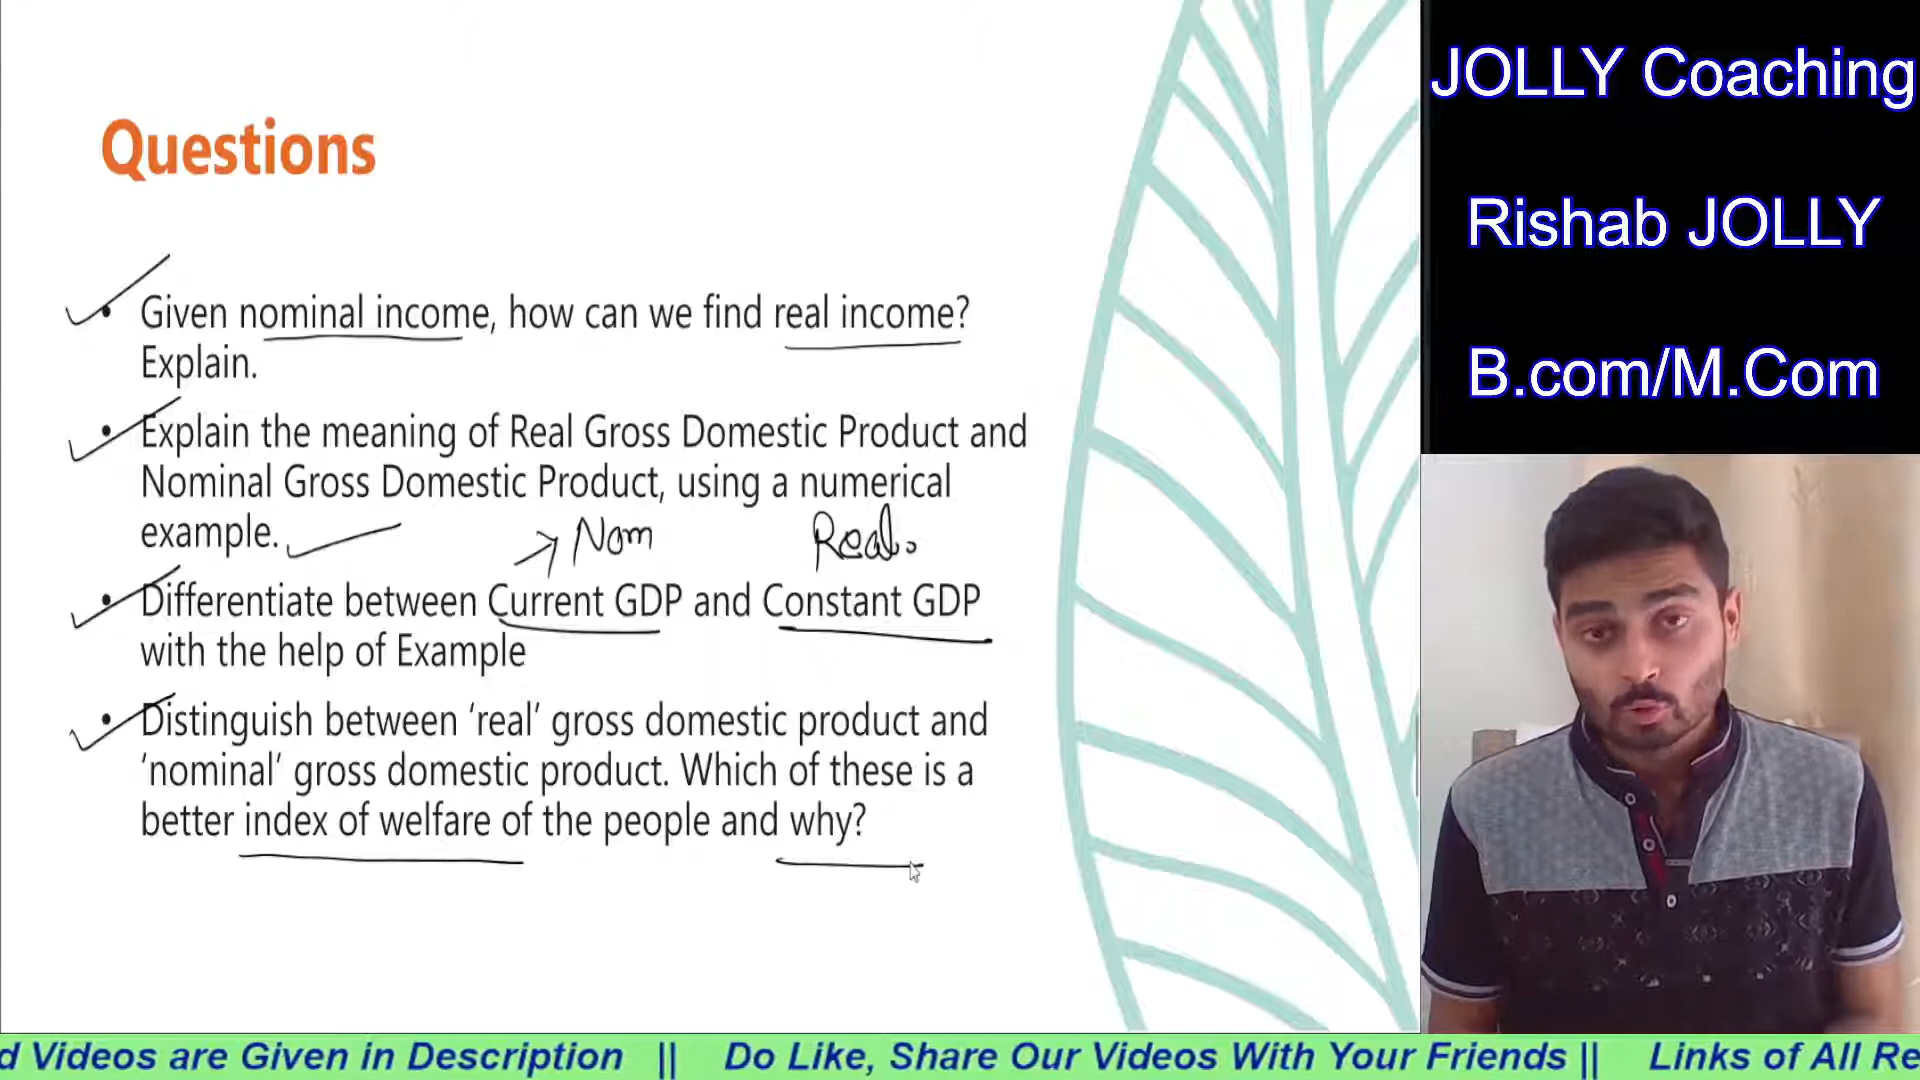 JOLLY Coaching
Rishab JOLLY
B.com/M.Com
Questions
• Given nominal income, how can we find real income?
Explain.
• Explain the meaning of Real Gross Domestic Product and
Nominal Gross Domestic Product, using a numerical
example.
→ Nom Real.
• Differentiate between Current GDP and Constant GDP
with the help of Example
• Distinguish between ‘real’ gross domestic product and
‘nominal’ gross domestic product. Which of these is a
better index of welfare of the people and why?
d Videos are Given in Description || Do Like, Share Our Videos With Your Friends || Links of All Re